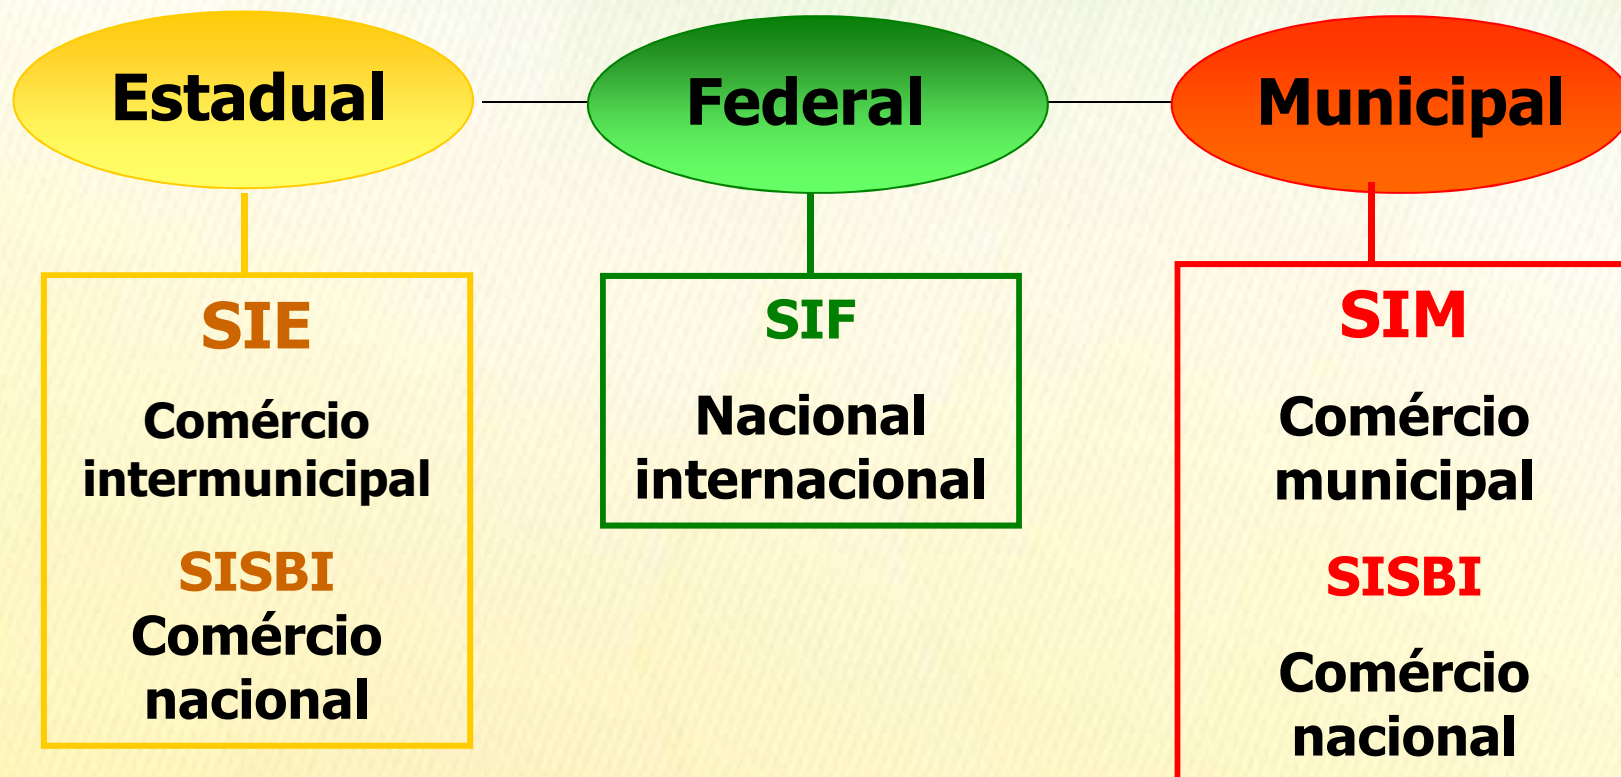 Estadual
Federal
Municipal
SIE
Comércio
intermunicipal
SISBI
Comércio
nacional
SIF
Nacional
internacional
SIM
Comércio
municipal
SISBI
Comércio
nacional